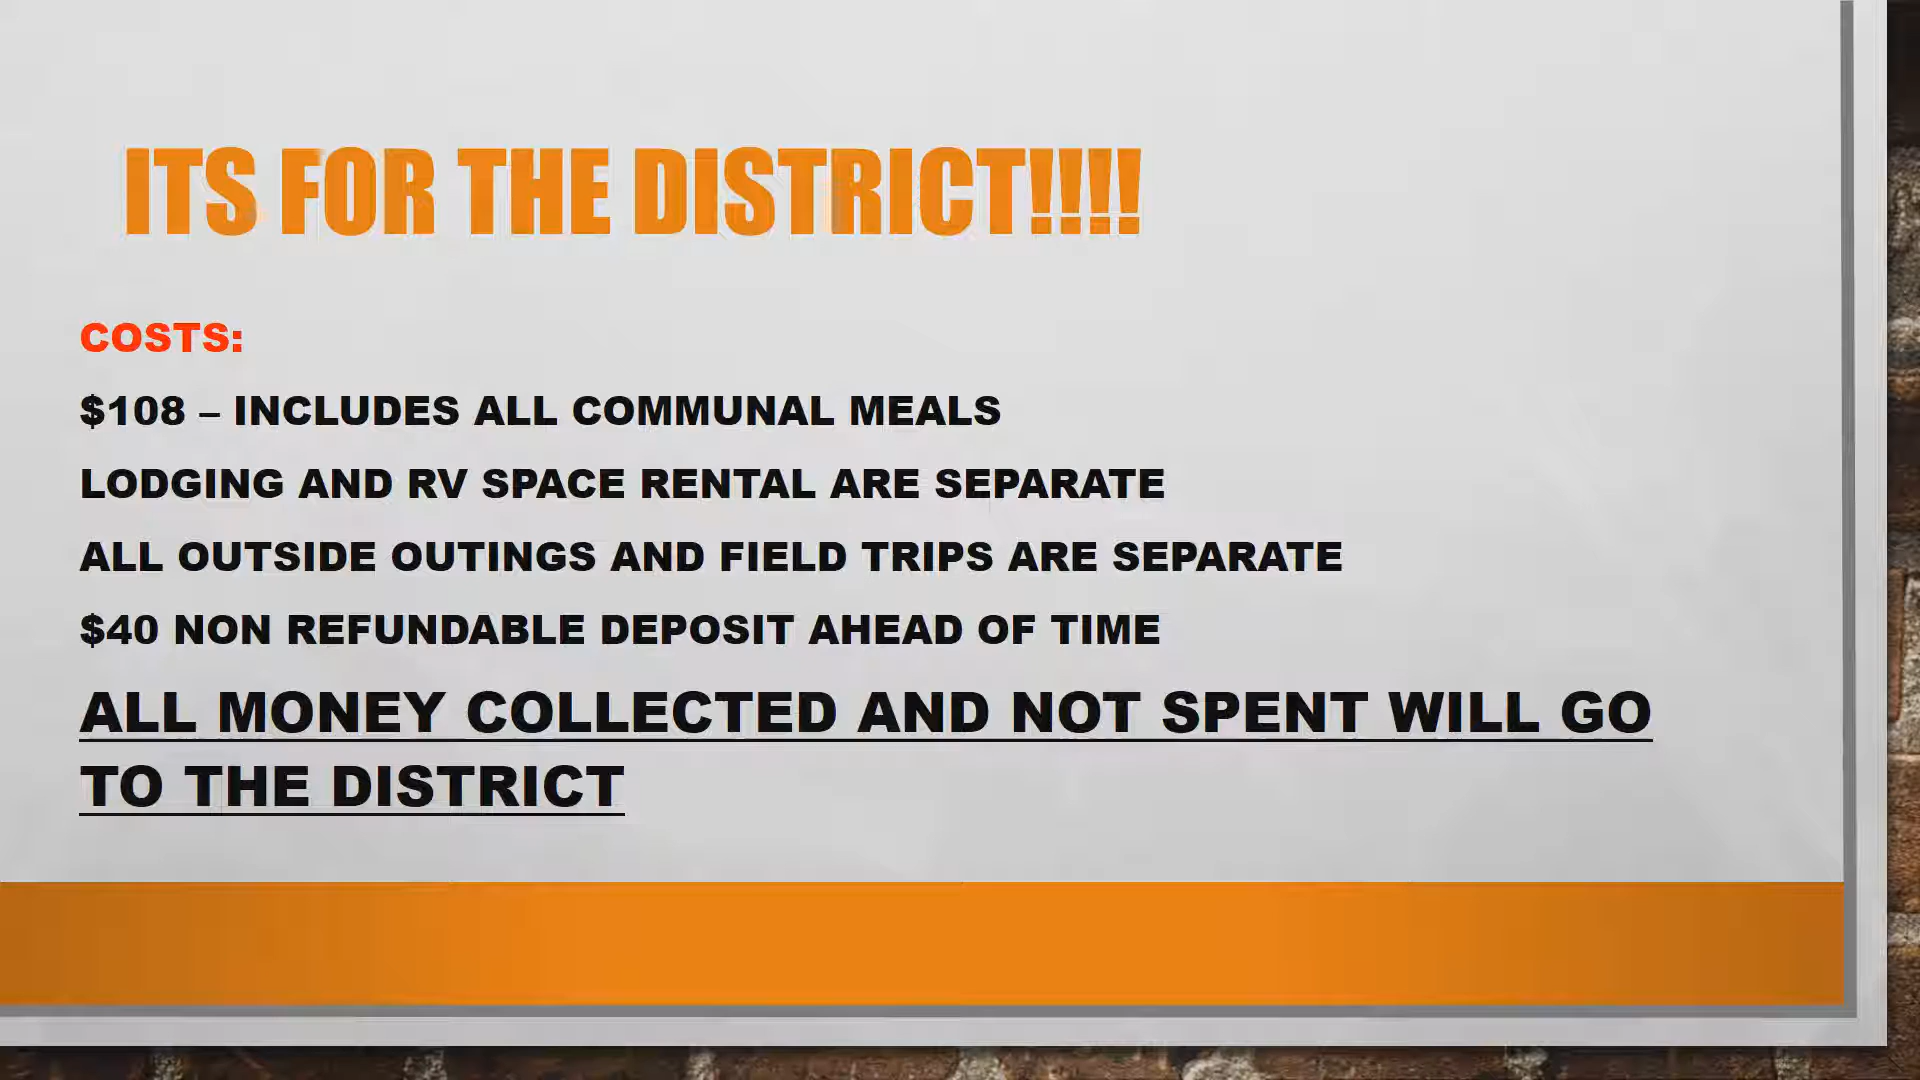 ITS FOR THE DISTRICT!!!!
COSTS:
$108 – INCLUDES ALL COMMUNAL MEALS
LODGING AND RV SPACE RENTAL ARE SEPARATE
ALL OUTSIDE OUTINGS AND FIELD TRIPS ARE SEPARATE
$40 NON REFUNDABLE DEPOSIT AHEAD OF TIME
ALL MONEY COLLECTED AND NOT SPENT WILL GO
TO THE DISTRICT